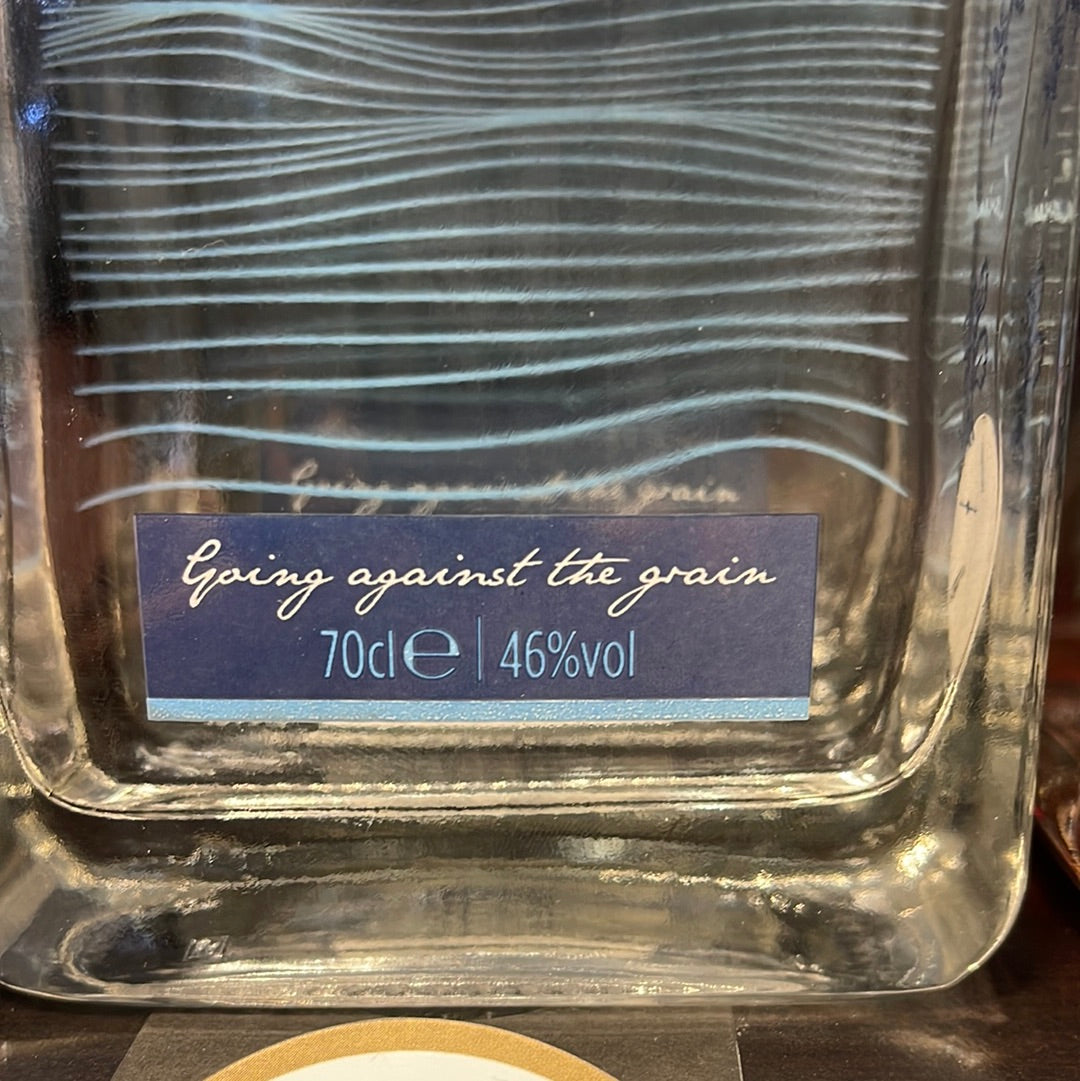 Going against the grain
70cl e | 46%vol